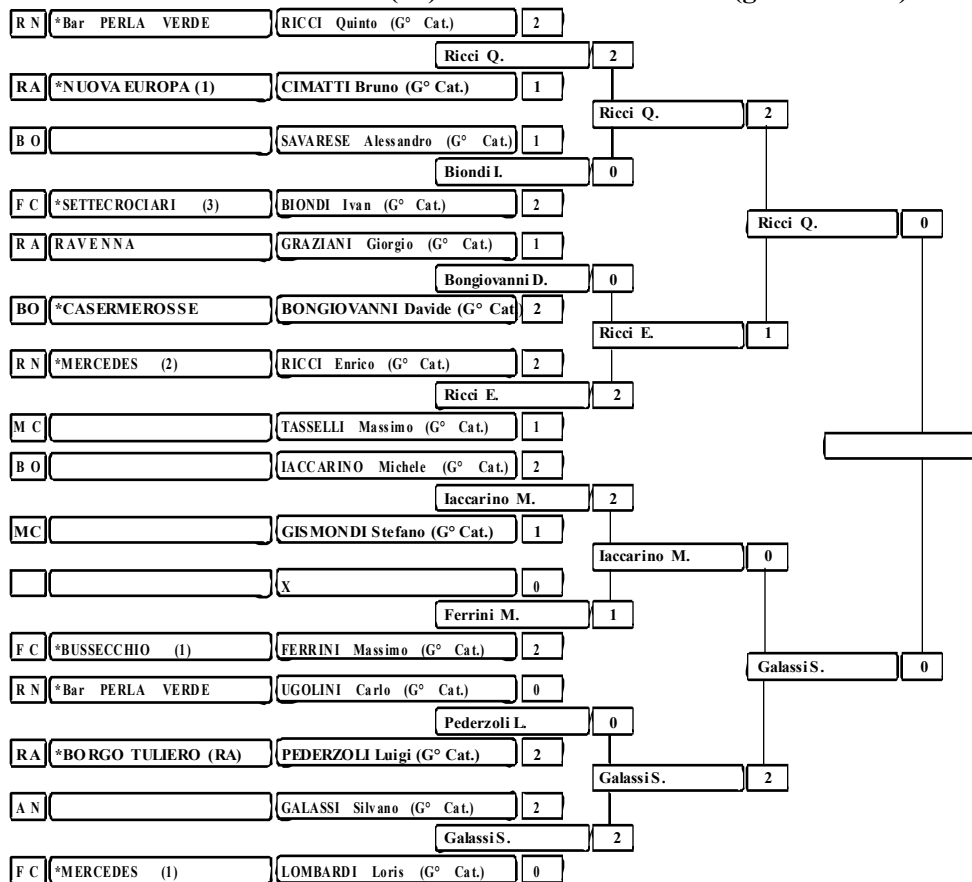 R N *Bar PERLA VERDE RICCI Quinto (G° Cat.) 2
Ricci Q. 2
RA *NUOVA EUROPA (1) CIMATTI Bruno (G° Cat.) 1
Ricci Q. 2
B O SAVARESE Alessandro (G° Cat.) 1
Biondi I. 0
F C *SETTECROCIARI (3) BIONDI Ivan (G° Cat.) 2
Ricci Q. 0
R A RAVENNA GRAZIANI Giorgio (G° Cat.) 1
Bongiovanni D. 0
BO *CASERMEROSSE BONGIOVANNI Davide (G° Cat) 2
Ricci E. 1
R N *MERCEDES (2) RICCI Enrico (G° Cat.) 2
Ricci E. 2
M C TASSELLI Massimo (G° Cat.) 1
B O IACCARINO Michele (G° Cat.) 2
Iaccarino M. 2
MC GISMONDI Stefano (G° Cat.) 1
Iaccarino M. 0
X 0
Ferrini M. 1
F C *BUSSECCHIO (1) FERRINI Massimo (G° Cat.) 2
Galassi S. 0
R N *Bar PERLA VERDE UGOLINI Carlo (G° Cat.) 0
Pederzoli L. 0
RA *BORGO TULIERO (RA) PEDERZOLI Luigi (G° Cat.) 2
Galassi S. 2
A N GALASSI Silvano (G° Cat.) 2
Galassi S. 2
F C *MERCEDES (1) LOMBARDI Loris (G° Cat.) 0